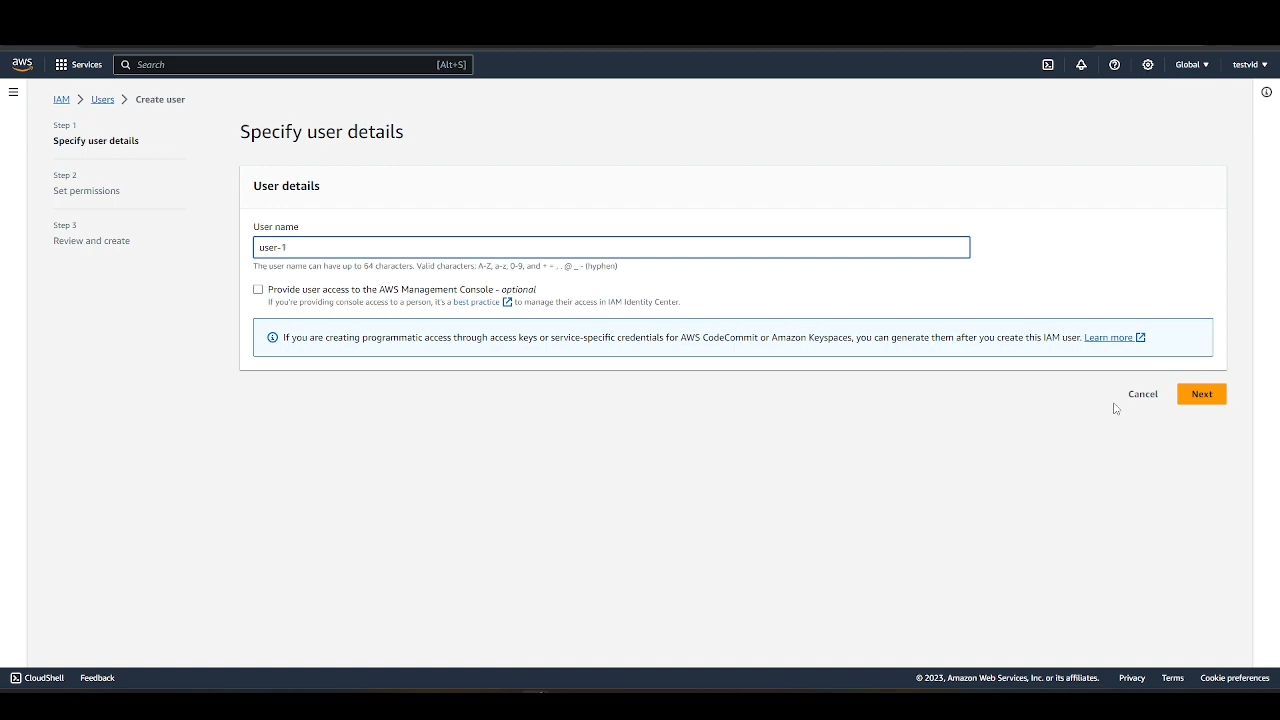 aws
Services
Search
[Alt+S]
Global
testvid
IAM
Users
Create user
Step 1
Specify user details
Step 2
Set permissions
Step 3
Review and create
Specify user details
User details
User name
user-1
The user name can have up to 64 characters. Valid characters: A-Z, a-z, 0-9, and + = , . @ _ - (hyphen)
Provide user access to the AWS Management Console - optional
If you're providing console access to a person, it's a best practice to manage their access in IAM Identity Center.
If you are creating programmatic access through access keys or service-specific credentials for AWS CodeCommit or Amazon Keyspaces, you can generate them after you create this IAM user. Learn more
Cancel
Next
CloudShell
Feedback
© 2023, Amazon Web Services, Inc. or its affiliates.
Privacy
Terms
Cookie preferences